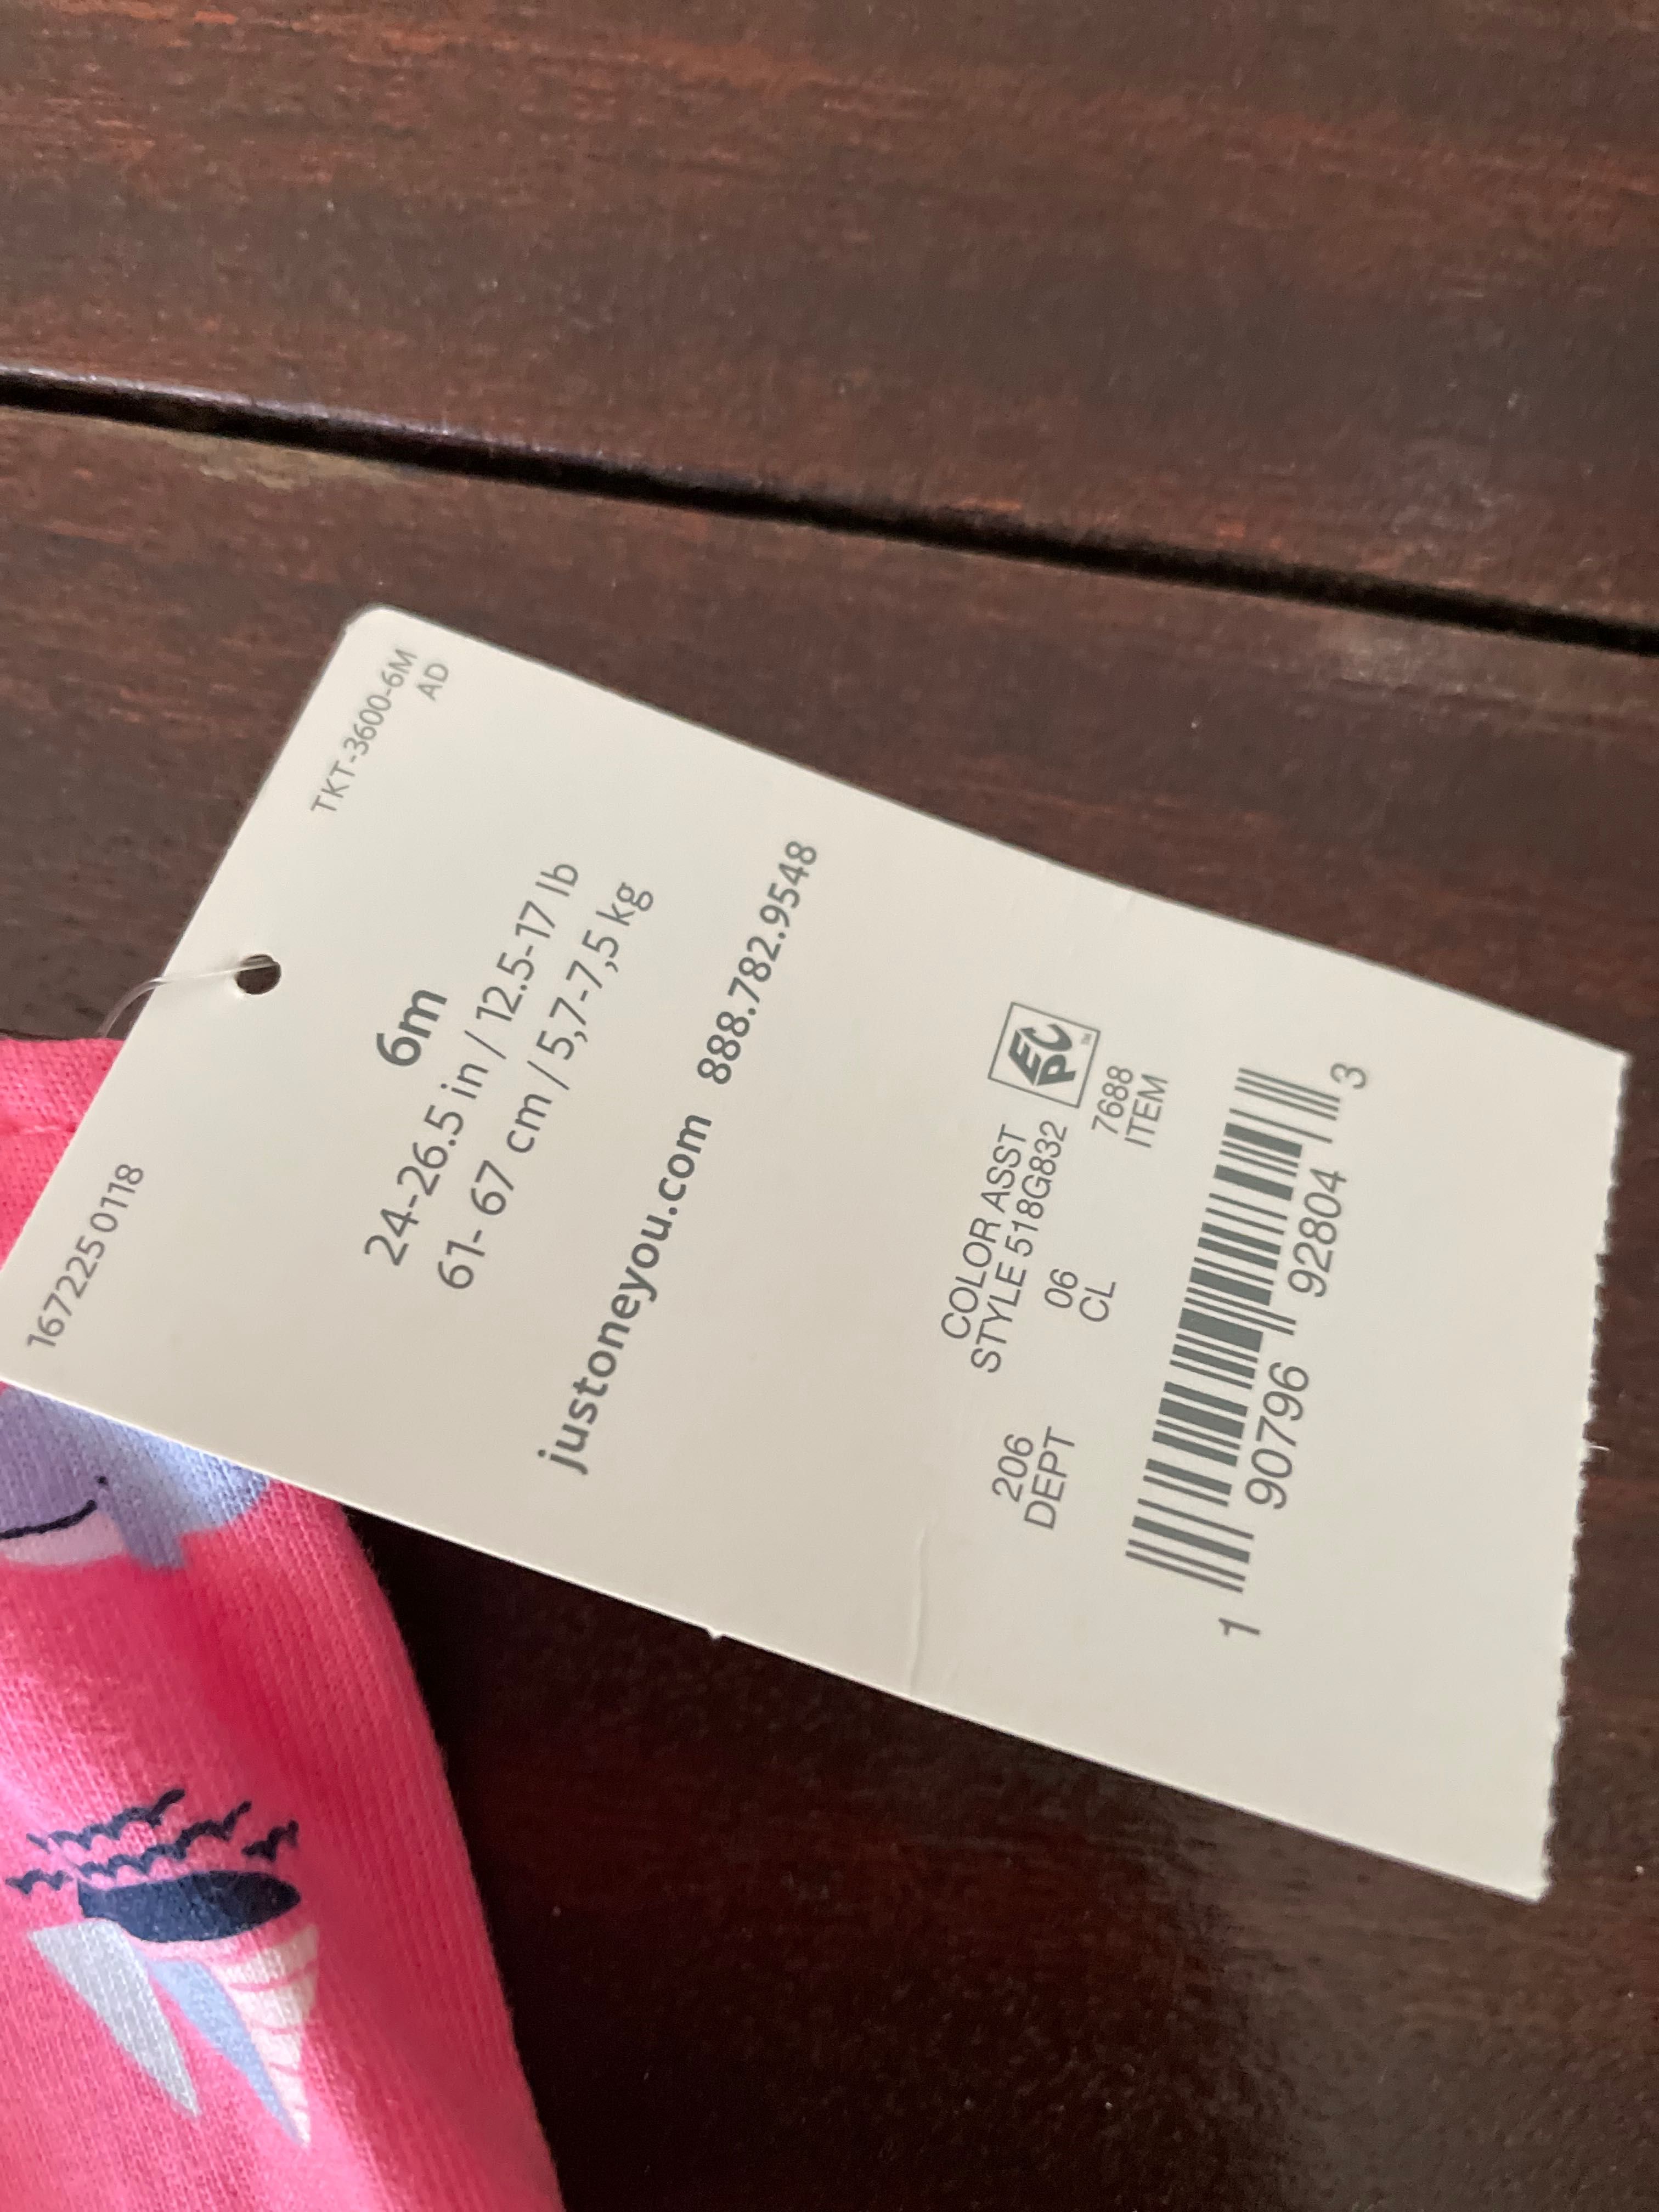 1672225 0118
TKT-3600-6M
AD
6m
24-26.5 in / 12.5-17 lb
61- 67 cm / 5,7-7,5 kg
justoneyou.com 888.782.9548
COLOR ASST
STYLE 518G832
EPC™
206
DEPT
06
CL
7688
ITEM
1 90796 92804 3